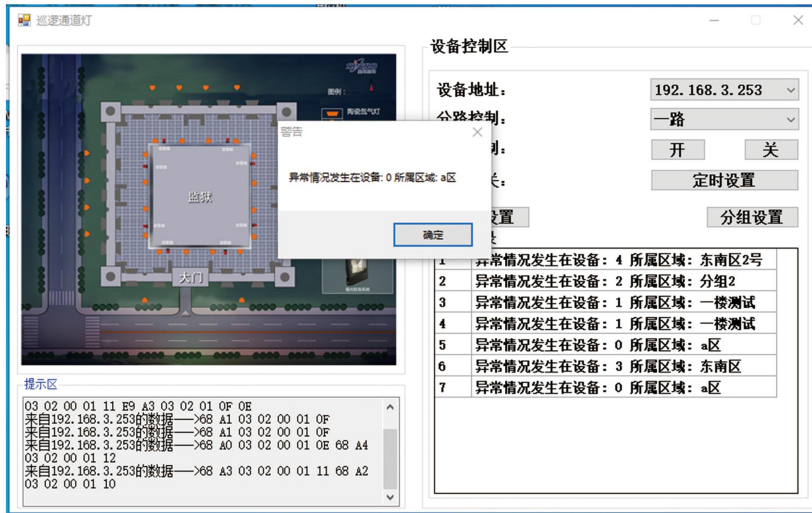 巡逻通道灯
图例:
陶瓷氙气灯
监狱
大门
警告
异常情况发生在设备: 0 所属区域: a区
确定
设备控制区
设备地址:
192. 168. 3. 253
分路控制:
一路
制:
开
关
关:
定时设置
设置
分组设置
录
1 异常情况发生在设备: 4 所属区域: 东南区2号
2 异常情况发生在设备: 2 所属区域: 分组2
3 异常情况发生在设备: 1 所属区域: 一楼测试
4 异常情况发生在设备: 1 所属区域: 一楼测试
5 异常情况发生在设备: 0 所属区域: a区
6 异常情况发生在设备: 3 所属区域: 东南区
7 异常情况发生在设备: 0 所属区域: a区
提示区
03 02 00 01 11 E9 A3 03 02 01 0F 0E
来自192.168.3.253的数据——>68 A1 03 02 00 01 0F
来自192.168.3.253的数据——>68 A1 03 02 00 01 0F
来自192.168.3.253的数据——>68 A0 03 02 00 01 0E 68 A4
03 02 00 01 12
来自192.168.3.253的数据——>68 A3 03 02 00 01 11 68 A2
03 02 00 01 10